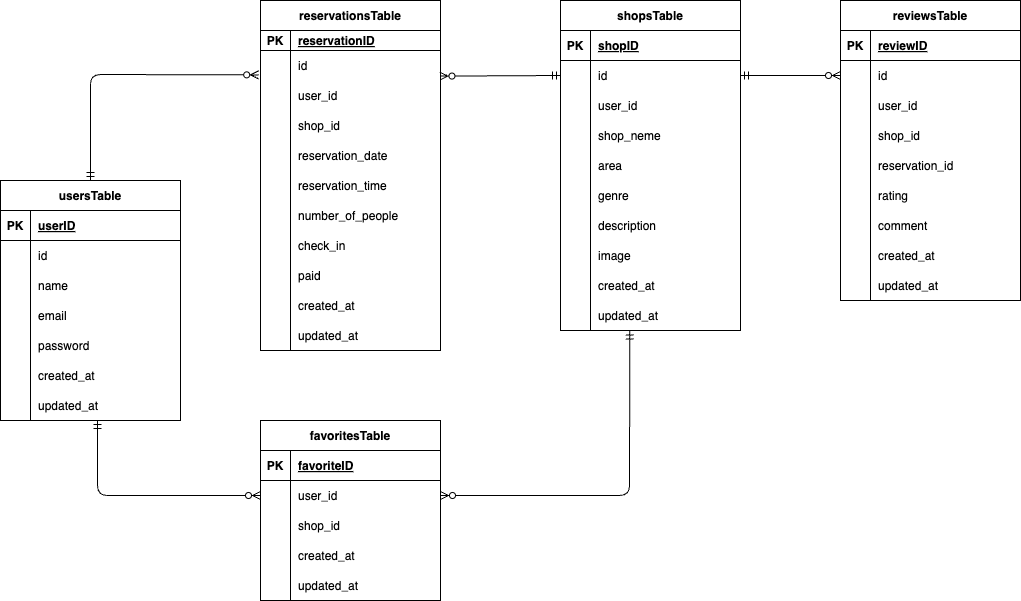 reservationsTable
PK reservationID
id
user_id
shop_id
reservation_date
reservation_time
number_of_people
check_in
paid
created_at
updated_at
shopsTable
PK shopID
id
user_id
shop_neme
area
genre
description
image
created_at
updated_at
reviewsTable
PK reviewID
id
user_id
shop_id
reservation_id
rating
comment
created_at
updated_at
usersTable
PK userID
id
name
email
password
created_at
updated_at
favoritesTable
PK favoriteID
user_id
shop_id
created_at
updated_at